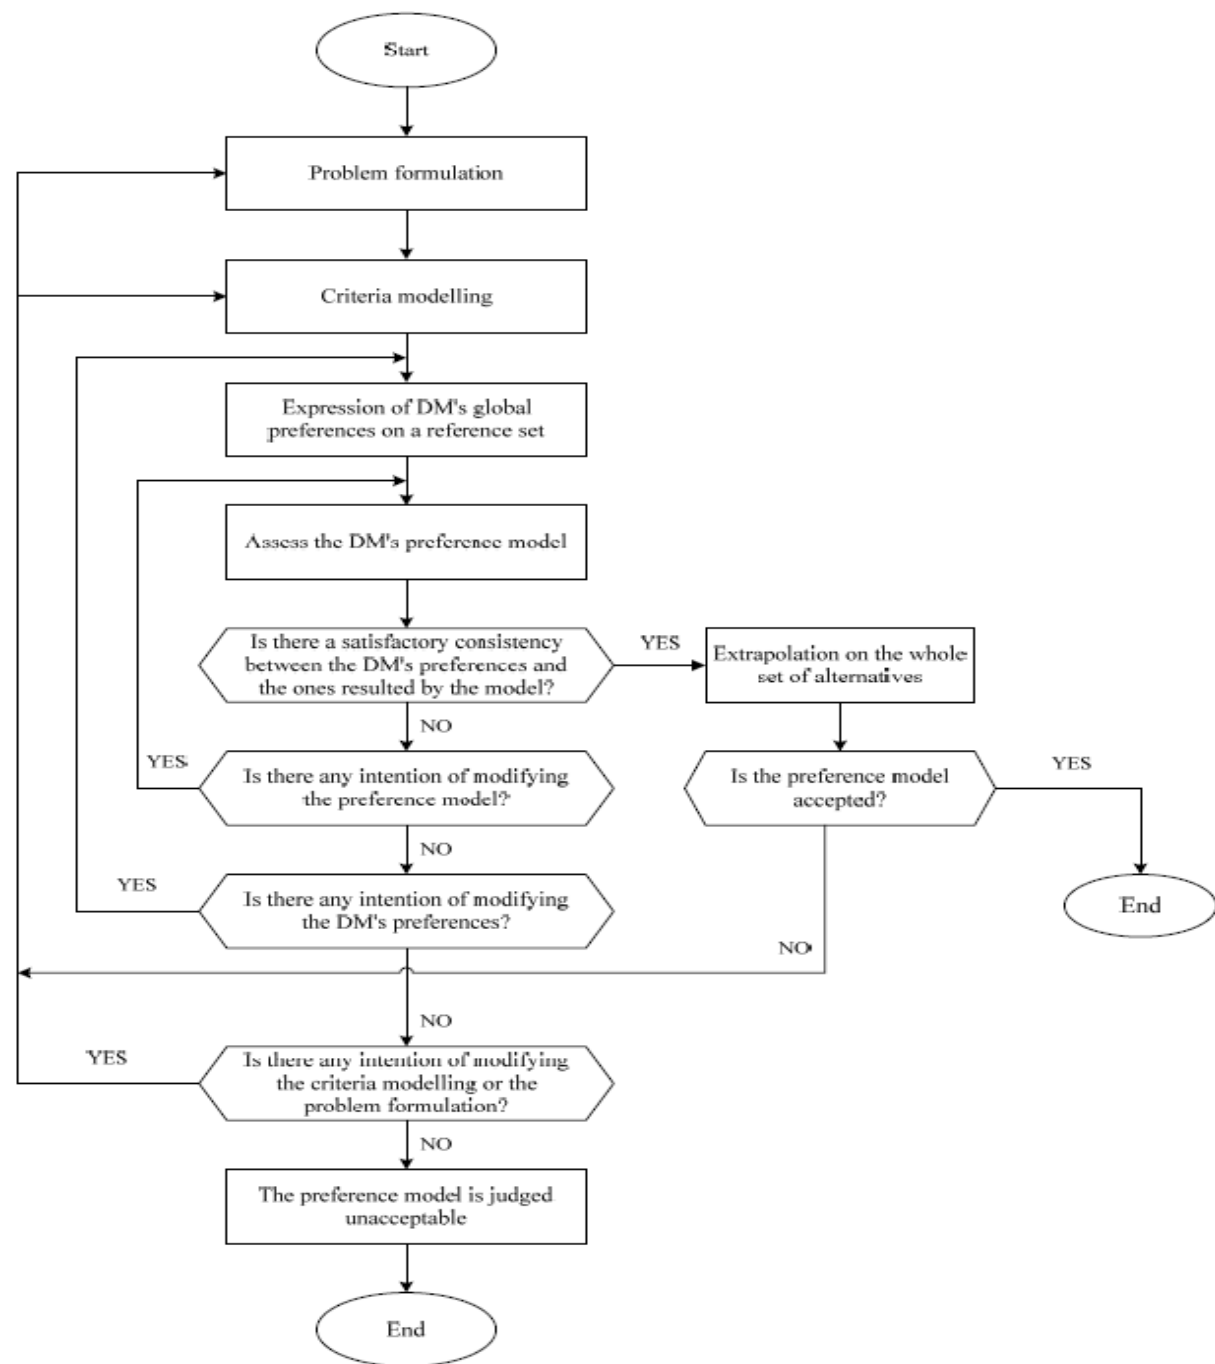 Start
Problem formulation
Criteria modelling
Expression of DM's global
preferences on a reference set
Assess the DM's preference model
Is there a satisfactory consistency
between the DM's preferences and
the ones resulted by the model?
YES
Extrapolation on the whole
set of alternatives
NO
YES
Is there any intention of modifying
the preference model?
Is the preference model
accepted?
YES
NO
YES
Is there any intention of modifying
the DM's preferences?
End
NO
NO
YES
Is there any intention of modifying
the criteria modelling or the
problem formulation?
NO
The preference model is judged
unacceptable
End